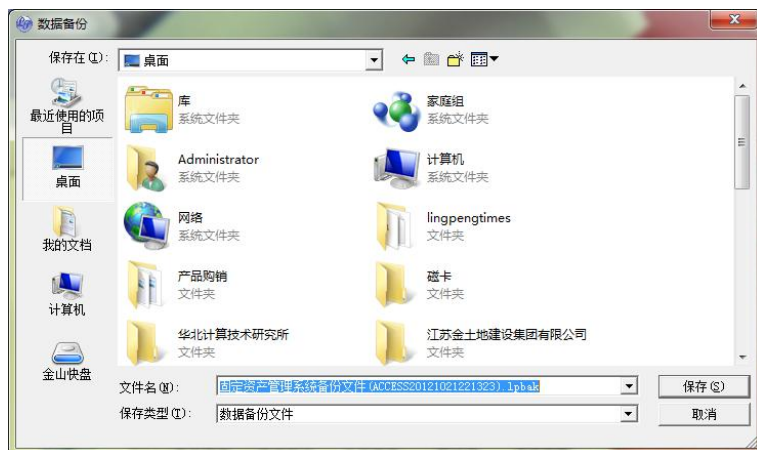 数据备份
保存在(I):
桌面
最近使用的项
目
桌面
我的文档
计算机
金山快盘
库
系统文件夹
家庭组
系统文件夹
Administrator
系统文件夹
计算机
系统文件夹
网络
系统文件夹
lingpengtimes
文件夹
产品购销
文件夹
磁卡
文件夹
华北计算技术研究所
文件夹
江苏金土地建设集团有限公司
文件夹
文件名(N):
固定资产管理系统备份文件(ACCESS20121021221323).lpbak
保存(S)
保存类型(T):
数据备份文件
取消